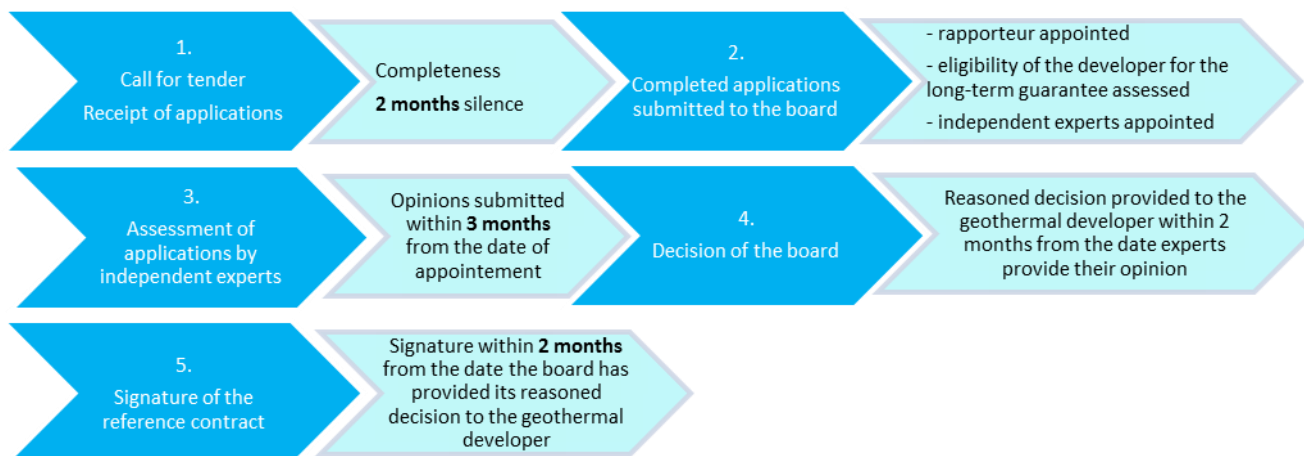 1.
Call for tender
Receipt of applications
Completeness
2 months silence
2.
Completed applications
submitted to the board
- rapporteur appointed
- eligibility of the developer for the
long-term guarantee assessed
- independent experts appointed
3.
Assessment of
applications by
independent experts
Opinions submitted
within 3 months
from the date of
appointement
4.
Decision of the board
Reasoned decision provided to the
geothermal developer within 2
months from the date experts
provide their opinion
5.
Signature of the
reference contract
Signature within 2 months
from the date the board has
provided its reasoned
decision to the geothermal
developer